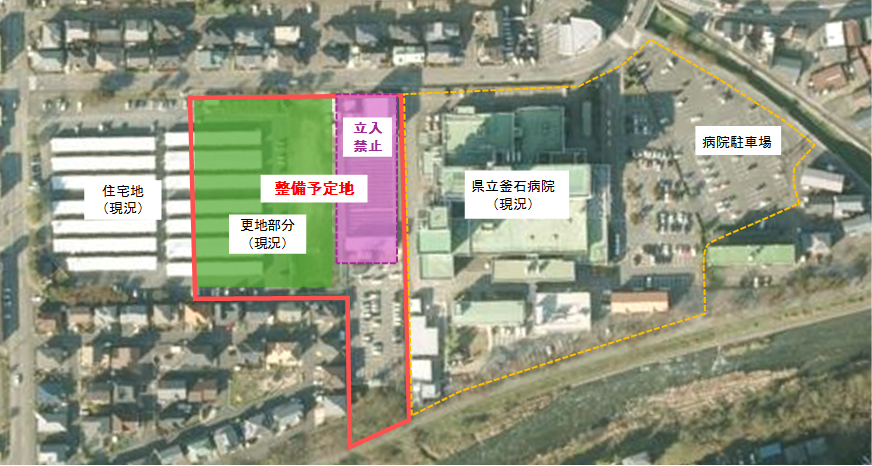 立入
禁止
整備予定地
住宅地
（現況）
更地部分
（現況）
県立釜石病院
（現況）
病院駐車場